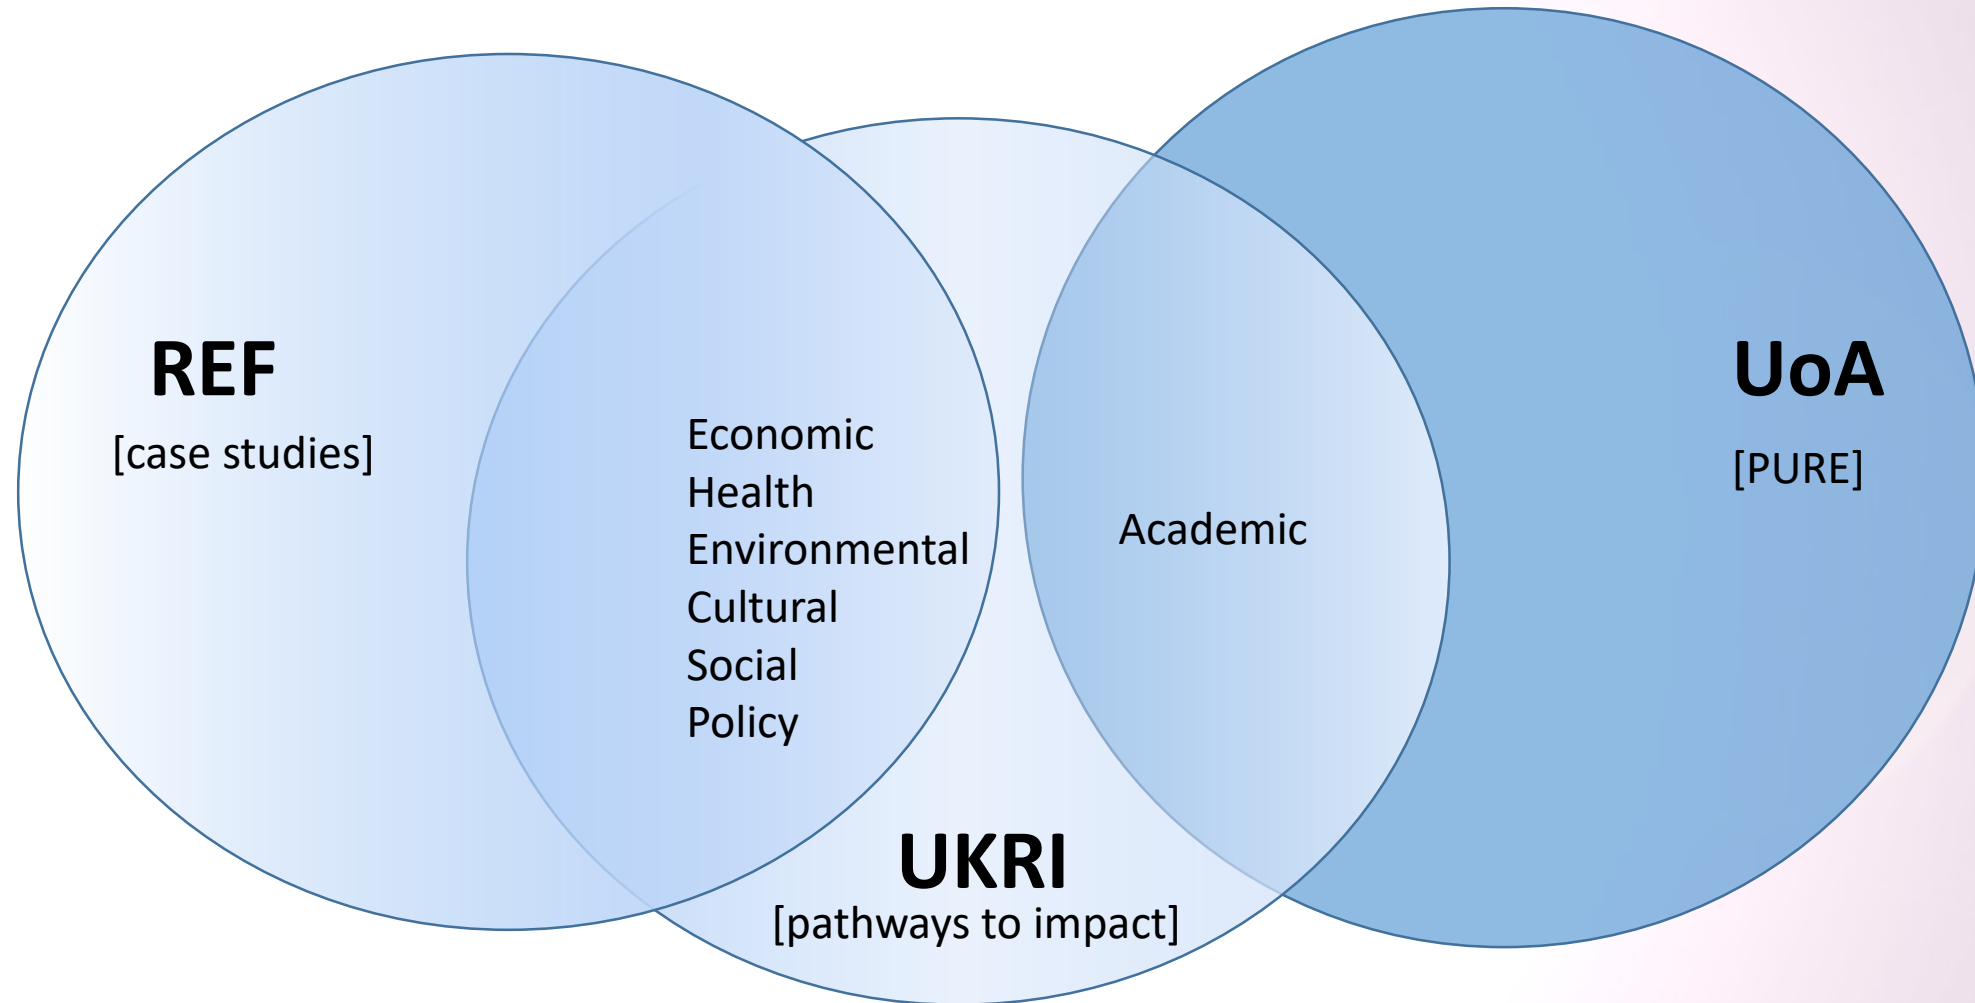 REF
[case studies]
Economic
Health
Environmental
Cultural
Social
Policy
UKRI
[pathways to impact]
Academic
UoA
[PURE]